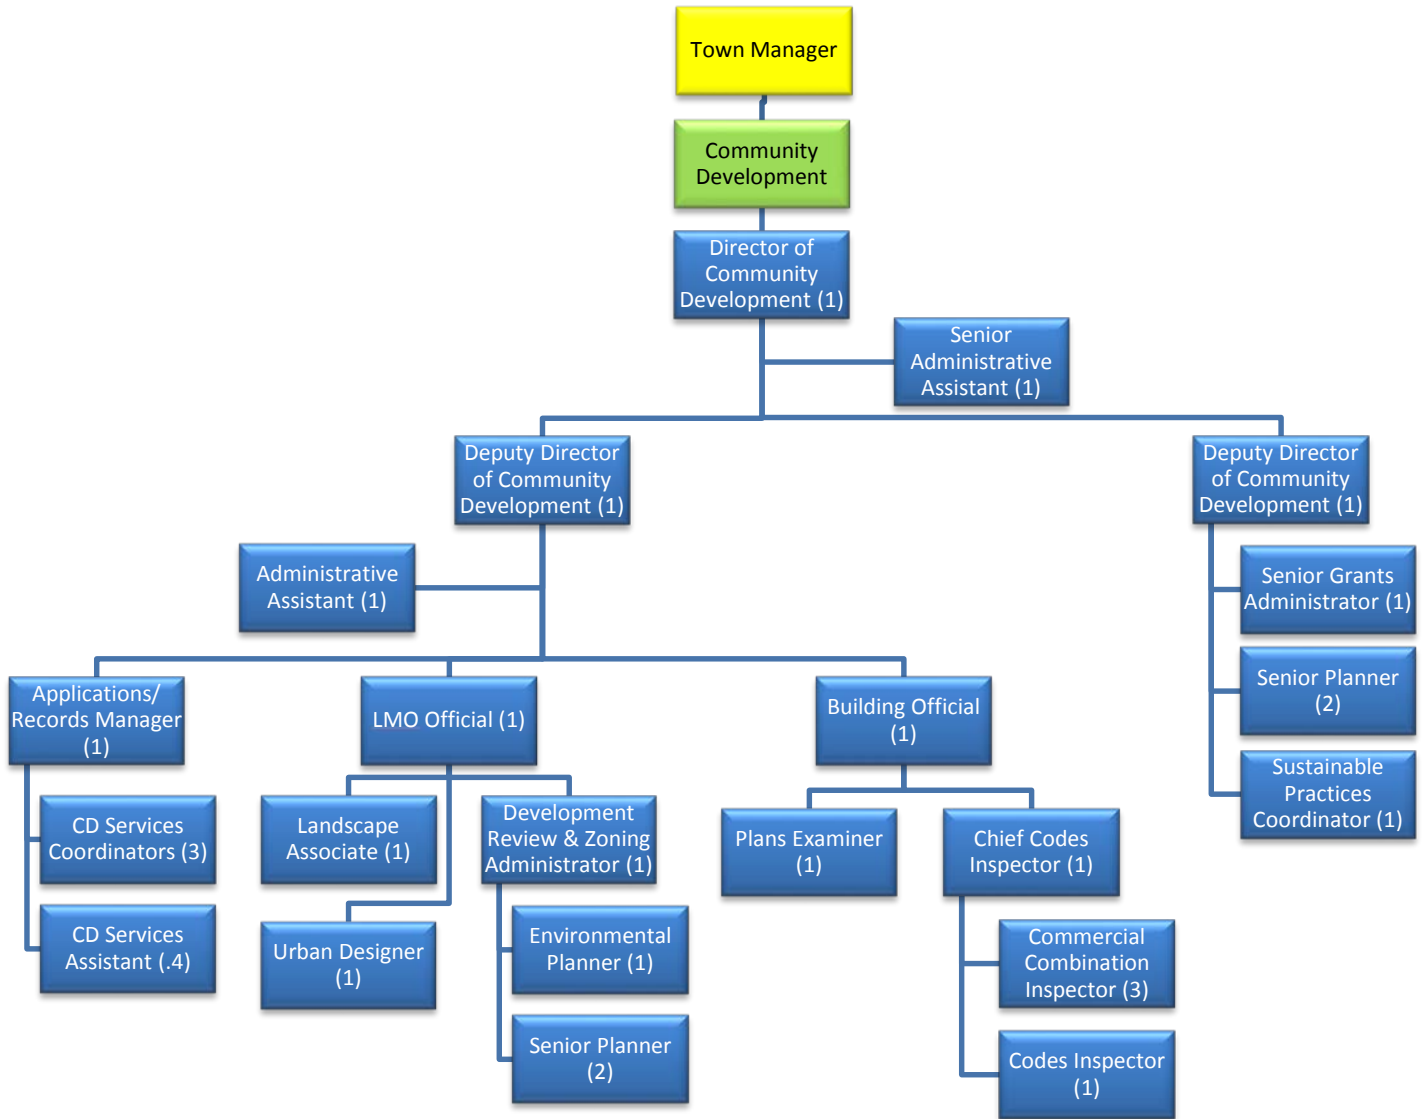 Town Manager
Community
Development
Director of
Community
Development (1)
Senior
Administrative
Assistant (1)
Deputy Director
of Community
Development (1)
Deputy Director
of Community
Development (1)
Administrative
Assistant (1)
Senior Grants
Administrator (1)
Senior Planner
(2)
Sustainable
Practices
Coordinator (1)
Applications/
Records Manager
(1)
LMO Official (1)
Building Official
(1)
CD Services
Coordinators (3)
CD Services
Assistant (.4)
Landscape
Associate (1)
Urban Designer
(1)
Development
Review & Zoning
Administrator (1)
Environmental
Planner (1)
Senior Planner
(2)
Plans Examiner
(1)
Chief Codes
Inspector (1)
Commercial
Combination
Inspector (3)
Codes Inspector
(1)